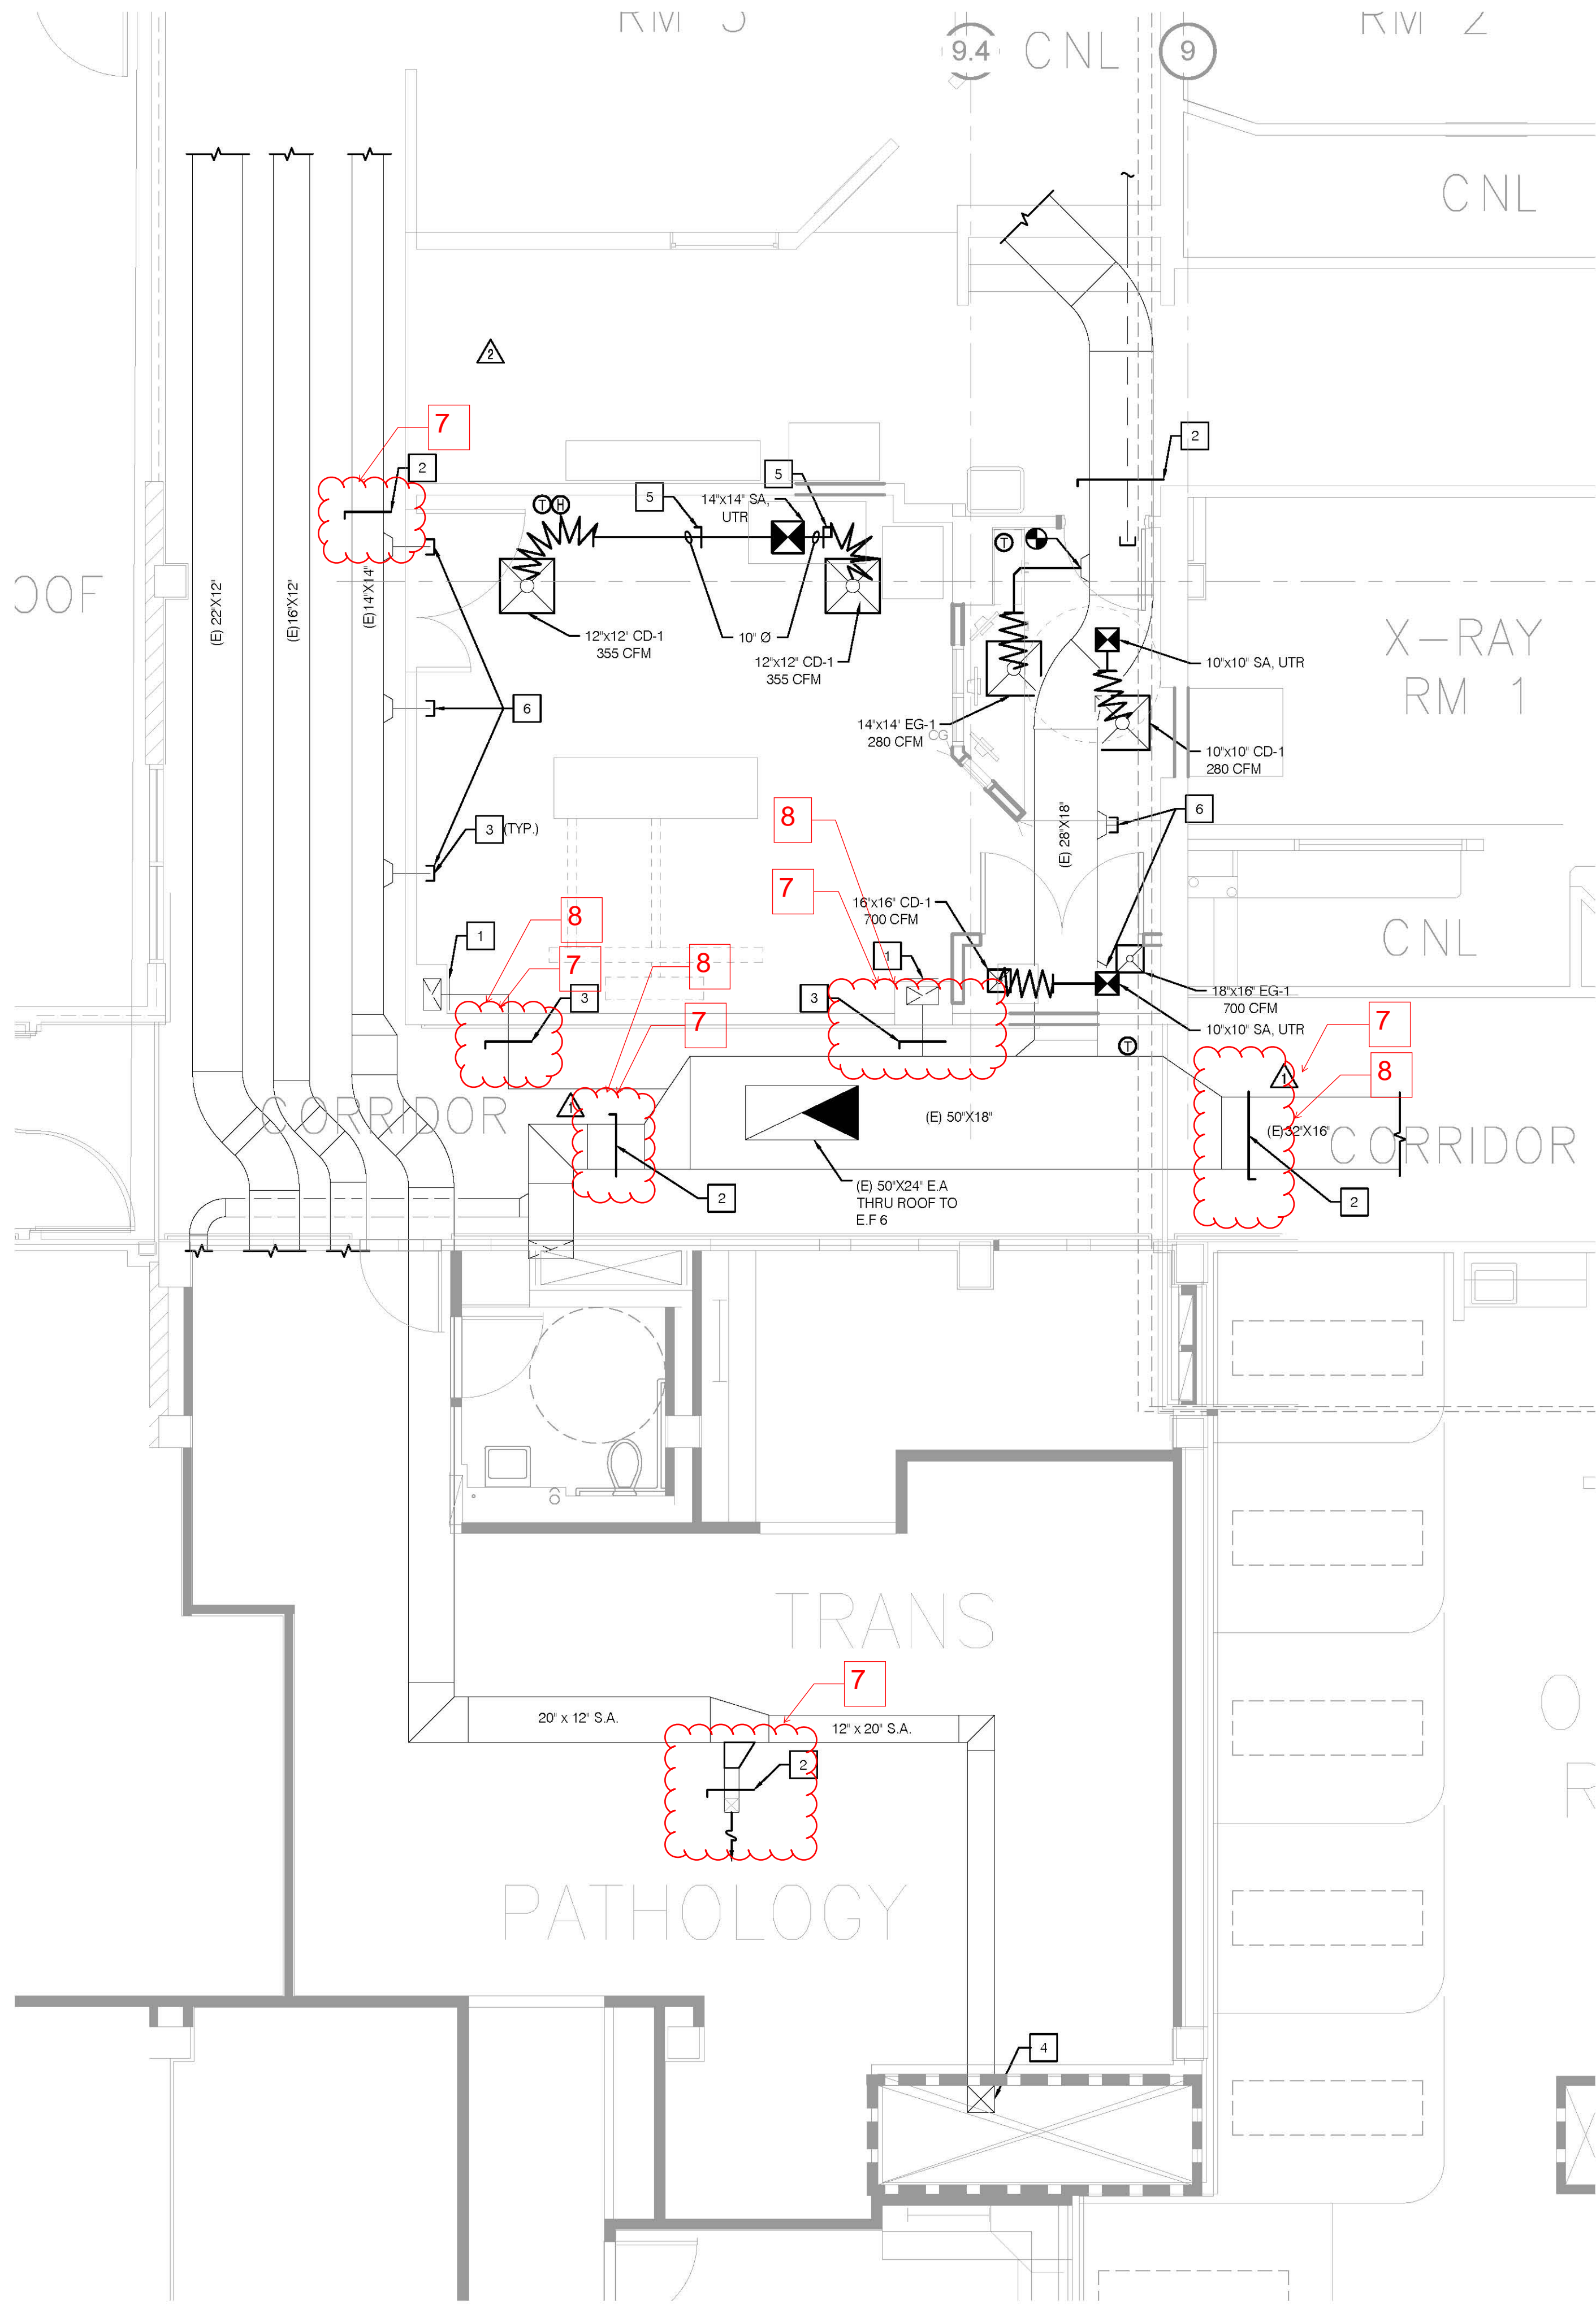 RM 3
9.4
CNL
9
RM 2
CNL
2
7
2
2
5
5
14"x14" SA,
UTR
T
H
T
OOF
(E) 22"X12"
(E)16"X12"
(E)14"X14"
12"x12" CD-1
355 CFM
10" Ø
12"x12" CD-1
355 CFM
10"x10" SA, UTR
X-RAY
RM 1
6
14"x14" EG-1
280 CFM
CG
10"x10" CD-1
280 CFM
3
(TYP.)
8
6
(E) 28"X18"
7
16"x16" CD-1
700 CFM
CNL
8
1
7
8
1
3
3
18"x16" EG-1
700 CFM
10"x10" SA, UTR
7
7
T
8
1
1
CORRIDOR
(E) 50"X18"
(E)32"X16"
CORRIDOR
2
(E) 50"X24" E.A
THRU ROOF TO
E.F 6
2
TRANS
7
20" x 12" S.A.
12" x 20" S.A.
O
2
R
PATHOLOGY
4